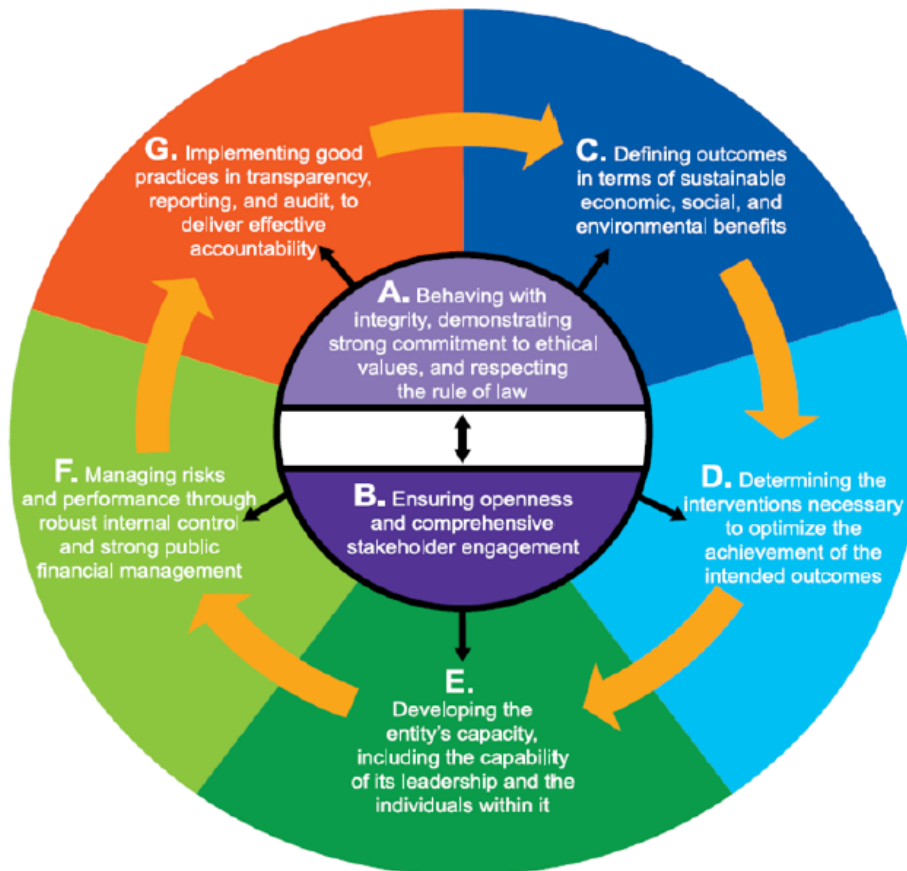 G. Implementing good
practices in transparency,
reporting, and audit, to
deliver effective
accountability
C. Defining outcomes
in terms of sustainable
economic, social, and
environmental benefits
A. Behaving with
integrity, demonstrating
strong commitment to ethical
values, and respecting
the rule of law
F. Managing risks
and performance through
robust internal control
and strong public
financial management
B. Ensuring openness
and comprehensive
stakeholder engagement
D. Determining the
interventions necessary
to optimize the
achievement of the
intended outcomes
E.
Developing the
entity's capacity,
including the capability
of its leadership and the
individuals within it